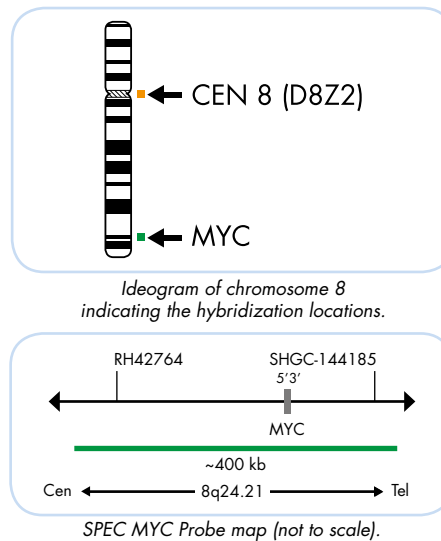 CEN 8 (D8Z2)
MYC
Ideogram of chromosome 8
indicating the hybridization locations.
RH42764 SHGC-144185
5'3'
MYC
~400 kb
Cen 8q24.21 Tel
SPEC MYC Probe map (not to scale).